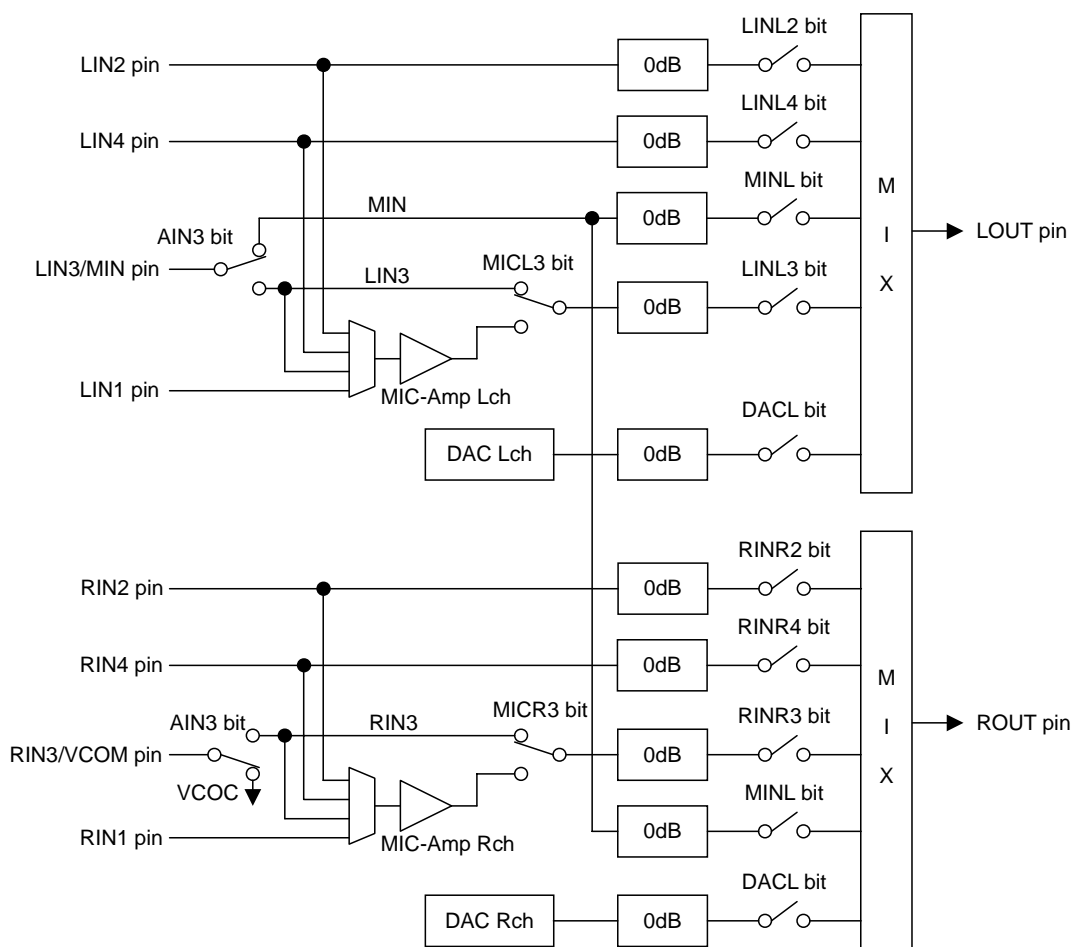 LINL2 bit
LIN2 pin
0dB
LINL4 bit
LIN4 pin
0dB
MINL bit
MIN
0dB
AIN3 bit
LIN3/MIN pin
LIN3
MICL3 bit
LINL3 bit
0dB
LIN1 pin
MIC-Amp Lch
DACL bit
DAC Lch
0dB
M
I
X
LOUT pin
RINR2 bit
RIN2 pin
0dB
RINR4 bit
RIN4 pin
0dB
AIN3 bit
RIN3
MICR3 bit
RINR3 bit
RIN3/VCOM pin
0dB
VCOC
MINL bit
0dB
RIN1 pin
MIC-Amp Rch
DACL bit
DAC Rch
0dB
M
I
X
ROUT pin